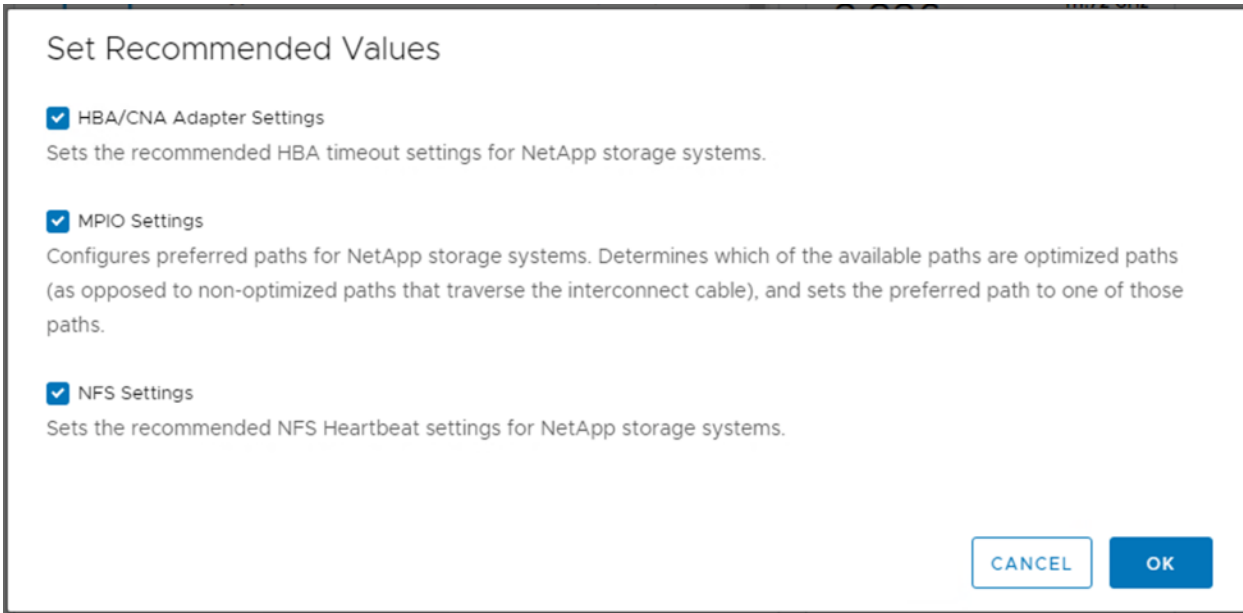 Set Recommended Values
HBA/CNA Adapter Settings
Sets the recommended HBA timeout settings for NetApp storage systems.
MPIO Settings
Configures preferred paths for NetApp storage systems. Determines which of the available paths are optimized paths
(as opposed to non-optimized paths that traverse the interconnect cable), and sets the preferred path to one of those
paths.
NFS Settings
Sets the recommended NFS Heartbeat settings for NetApp storage systems.
CANCEL
OK